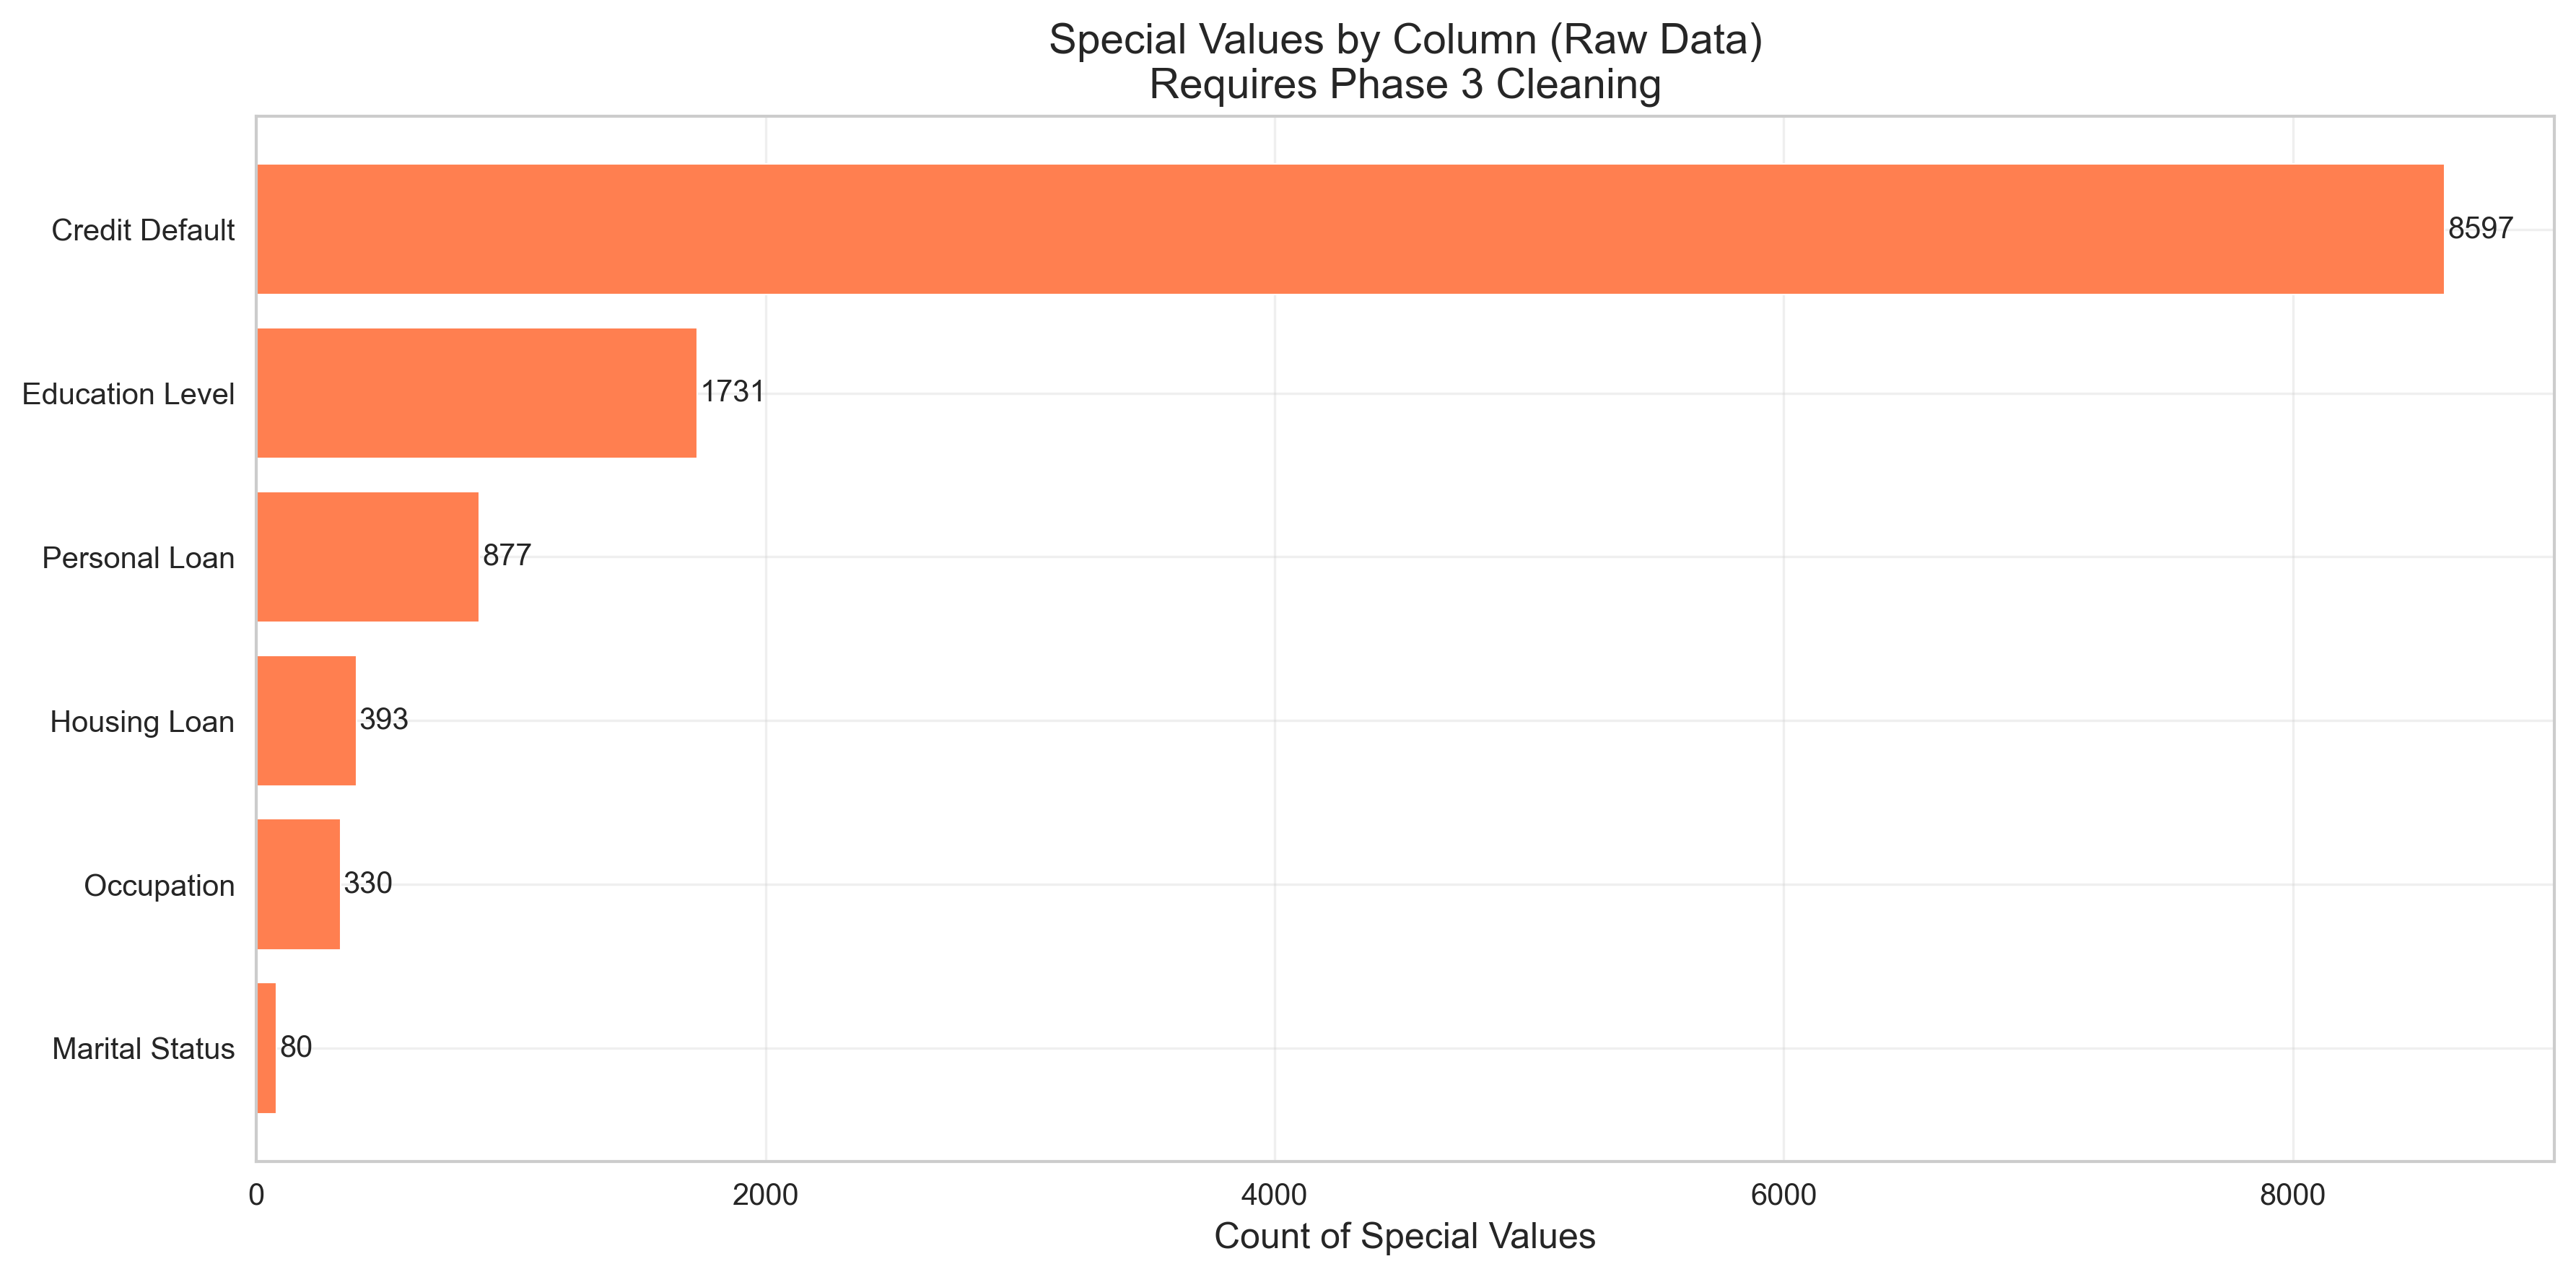 Special Values by Column (Raw Data)
Requires Phase 3 Cleaning
Credit Default
8597
Education Level
1731
Personal Loan
877
Housing Loan
393
Occupation
330
Marital Status
80
0
2000
4000
6000
8000
Count of Special Values